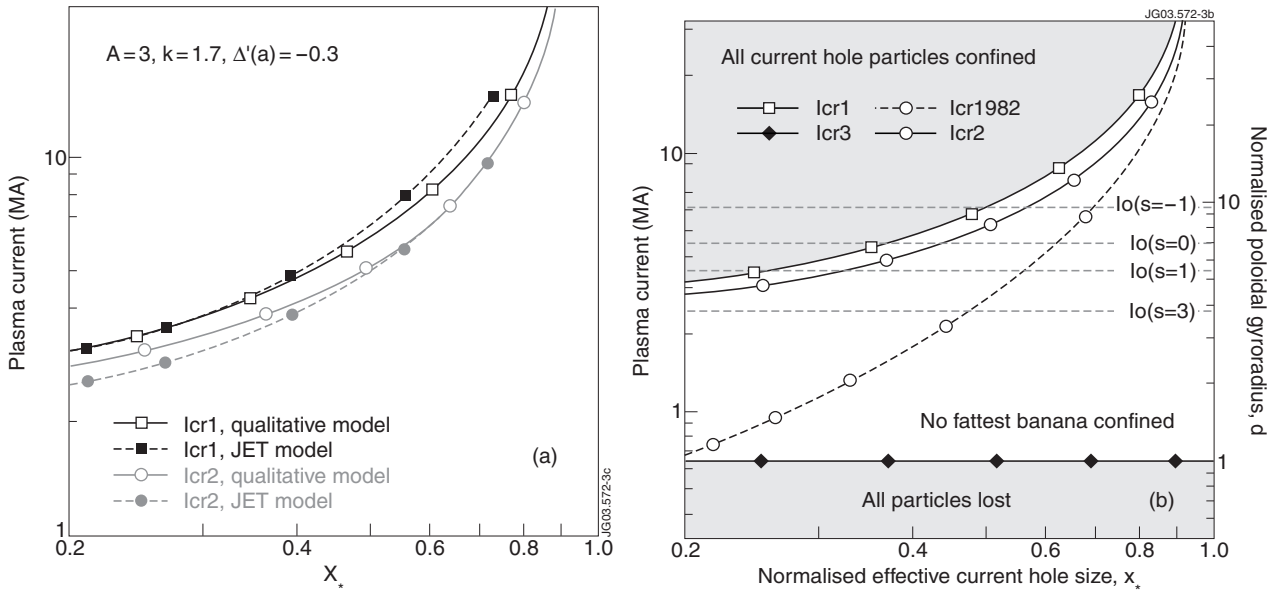 A=3, k=1.7, Δ'(a)=−0.3
Plasma current (MA)
10
1
Icr1, qualitative model
Icr1, JET model
Icr2, qualitative model
Icr2, JET model
(a)
JG03.572-3c
0.2
0.4
0.6
0.8
1.0
X*
JG03.572-3b
All current hole particles confined
Icr1
Icr1982
Icr3
Icr2
Plasma current (MA)
10
1
Io(s=−1)
Io(s=0)
Io(s=1)
Io(s=3)
10
1
Normalised poloidal gyroradius, d
No fattest banana confined
All particles lost
(b)
0.2
0.4
0.6
0.8
1.0
Normalised effective current hole size, x*